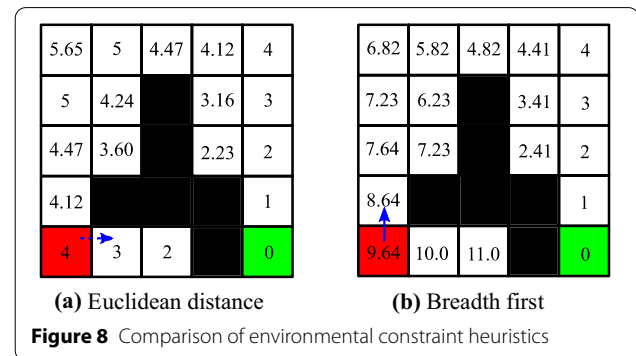 5.65 5 4.47 4.12 4 6.82 5.82 4.82 4.41 4
5 4.24 3.16 3 7.23 6.23 3.41 3
4.47 3.60 2.23 2 7.64 7.23 2.41 2
4.12 1 8.64 1
4 3 2 0 9.64 10.0 11.0 0
(a) Euclidean distance (b) Breadth first
Figure 8 Comparison of environmental constraint heuristics